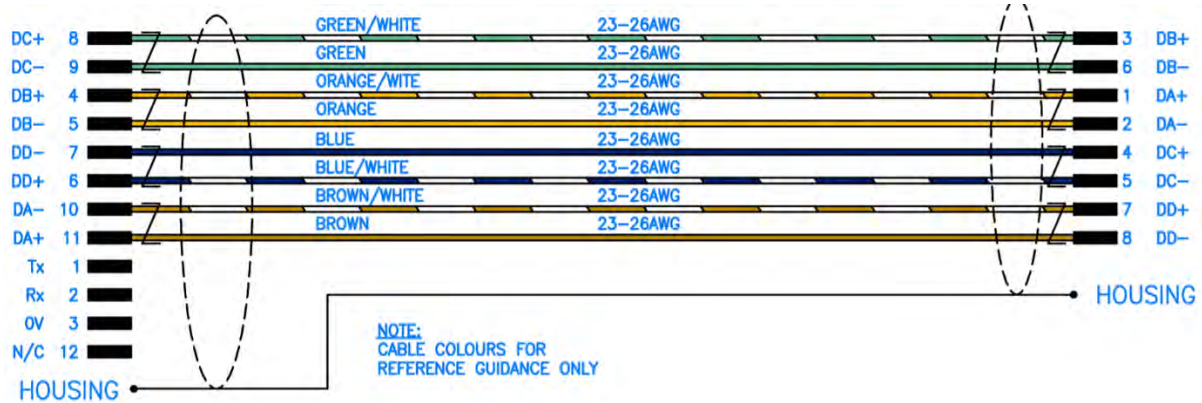 GREEN/WHITE 23-26AWG
DC+ 8 3 DB+
GREEN 23-26AWG
DC- 9 6 DB-
ORANGE/WITE 23-26AWG
DB+ 4 1 DA+
ORANGE 23-26AWG
DB- 5 2 DA-
BLUE 23-26AWG
DD- 7 4 DC+
BLUE/WHITE 23-26AWG
DD+ 6 5 DC-
BROWN/WHITE 23-26AWG
DA- 10 7 DD+
BROWN 23-26AWG
DA+ 11 8 DD-
Tx 1
Rx 2
HOUSING
0V 3
NOTE:
N/C 12
CABLE COLOURS FOR
REFERENCE GUIDANCE ONLY
HOUSING